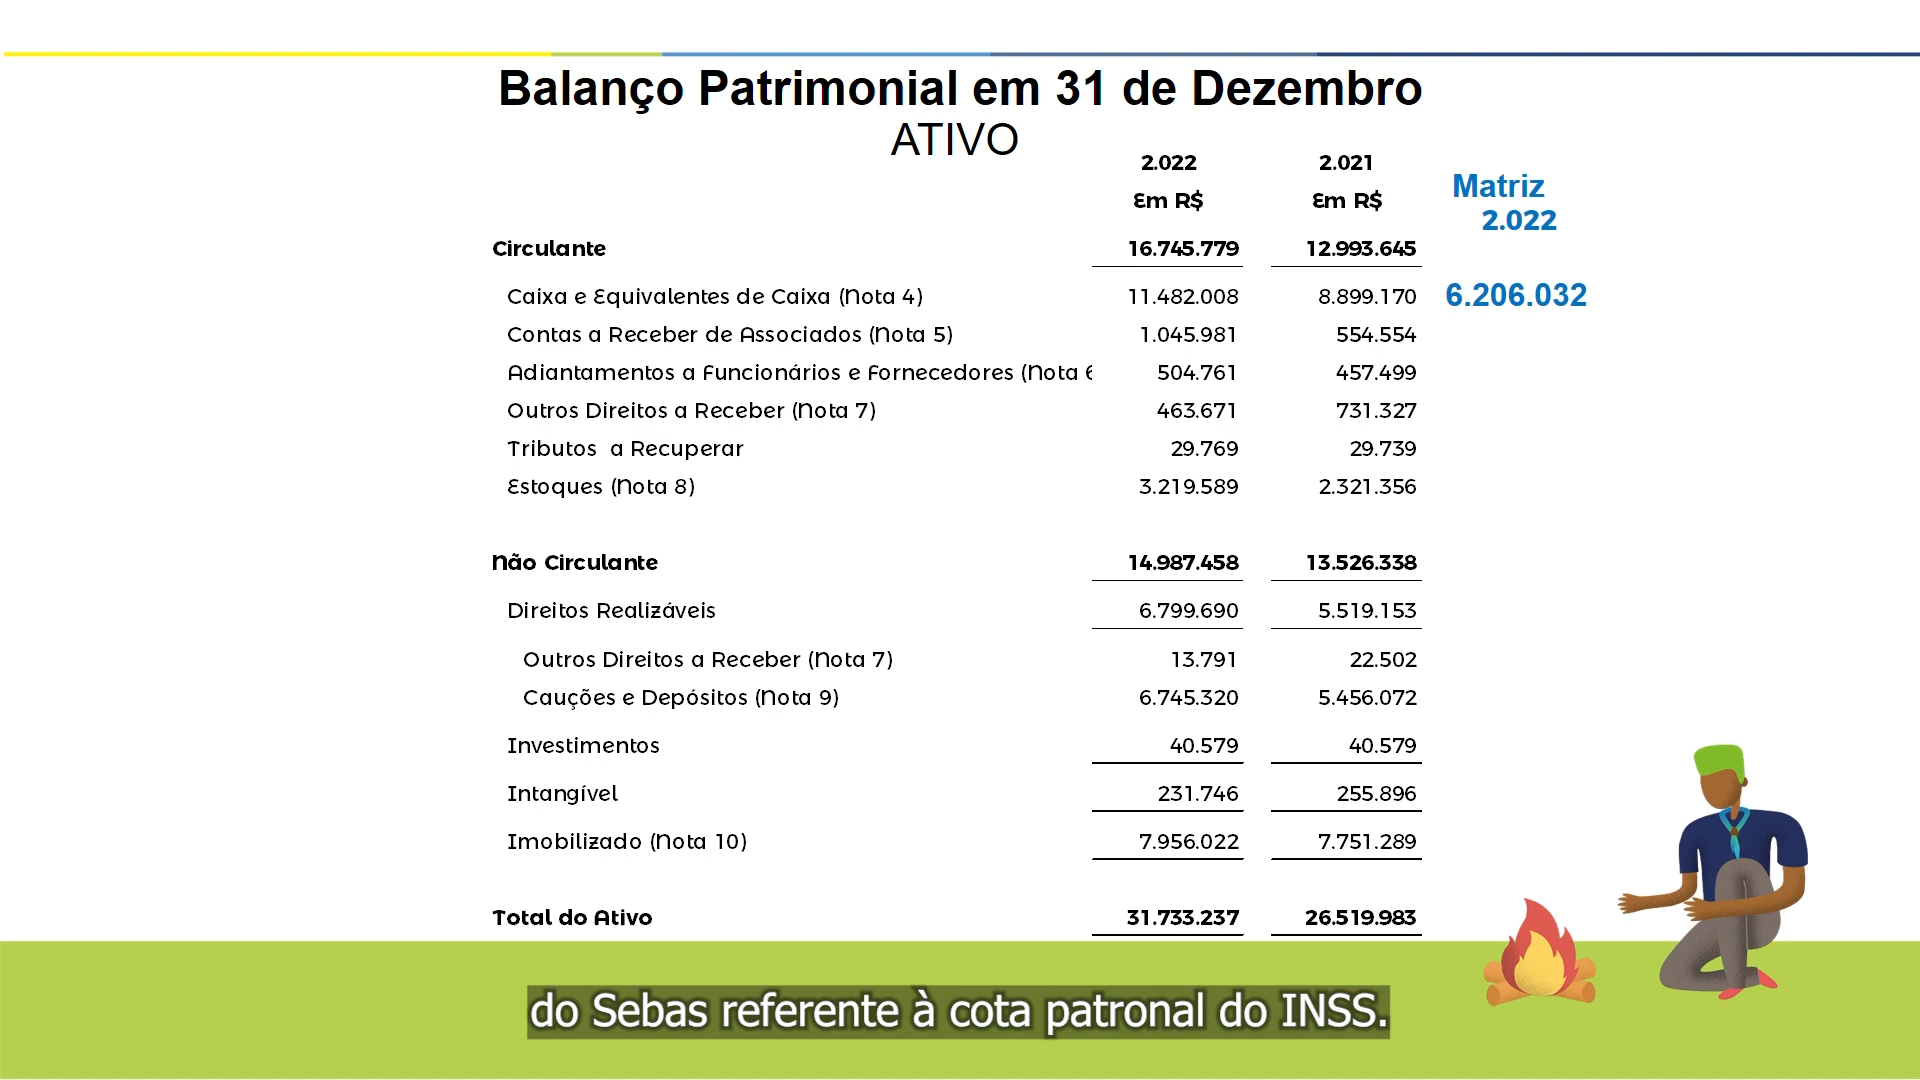 Balanço Patrimonial em 31 de Dezembro
ATIVO
2.022 2.021
Em R$ Em R$
Matriz
2.022
Circulante 16.745.779 12.993.645
Caixa e Equivalentes de Caixa (Nota 4) 11.482.008 8.899.170 6.206.032
Contas a Receber de Associados (Nota 5) 1.045.981 554.554
Adiantamentos a Funcionários e Fornecedores (Nota 6 504.761 457.499
Outros Direitos a Receber (Nota 7) 463.671 731.327
Tributos a Recuperar 29.769 29.739
Estoques (Nota 8) 3.219.589 2.321.356
Não Circulante 14.987.458 13.526.338
Direitos Realizáveis 6.799.690 5.519.153
Outros Direitos a Receber (Nota 7) 13.791 22.502
Cauções e Depósitos (Nota 9) 6.745.320 5.456.072
Investimentos 40.579 40.579
Intangível 231.746 255.896
Imobilizado (Nota 10) 7.956.022 7.751.289
Total do Ativo 31.733.237 26.519.983
do Sebas referente à cota patronal do INSS.